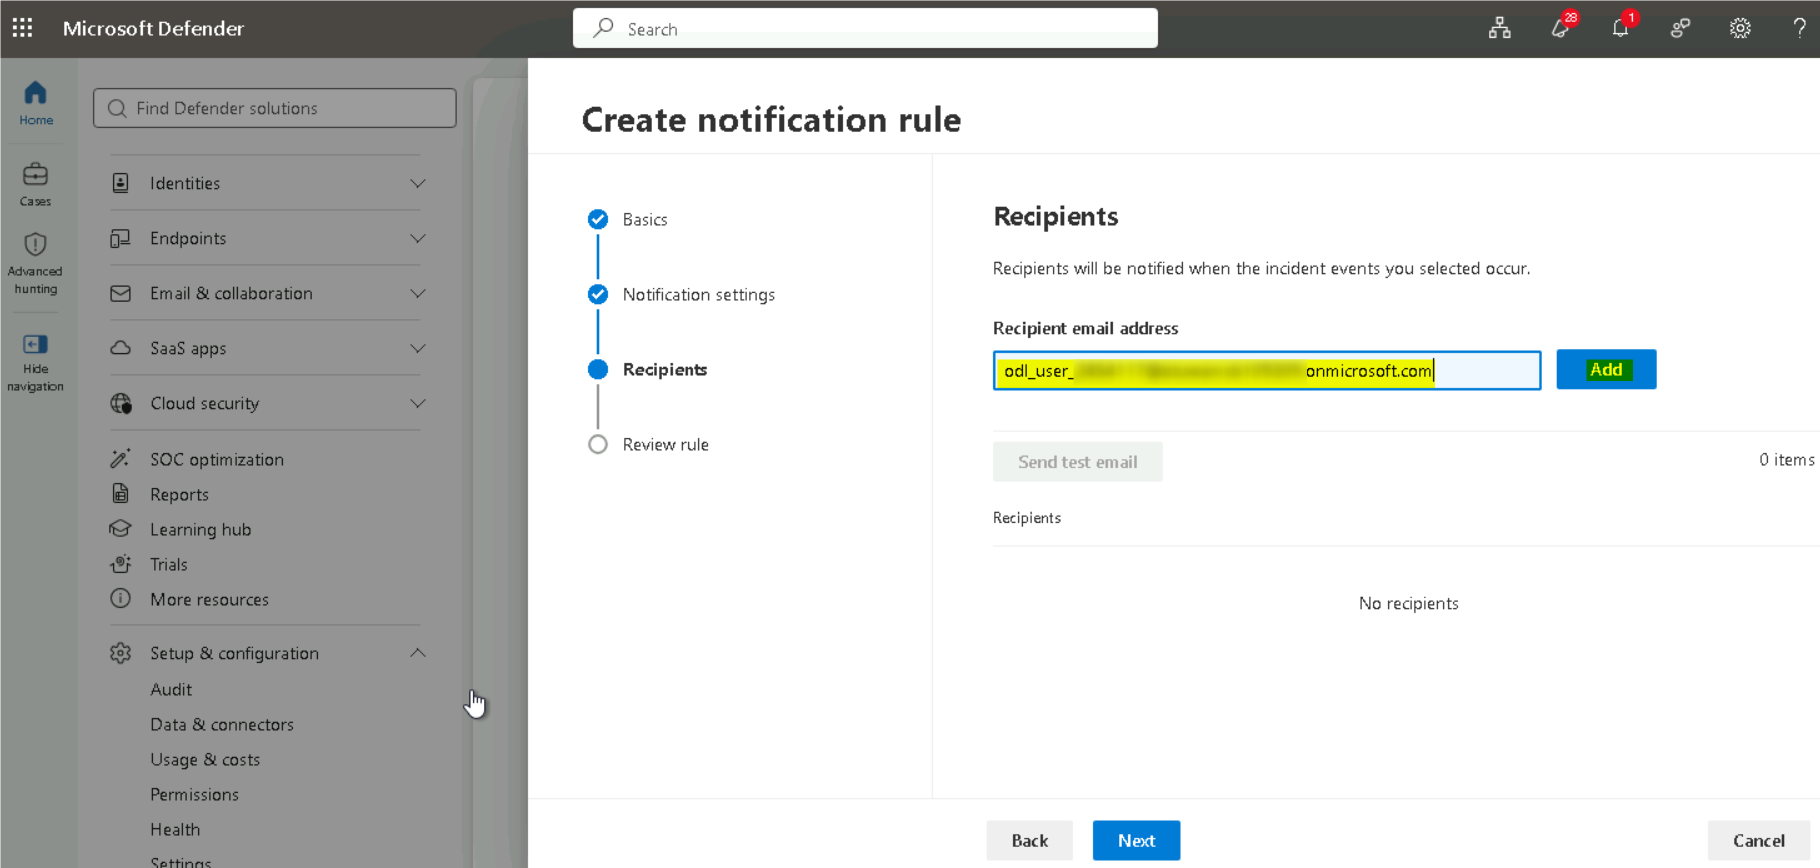 Microsoft Defender
Search
28
1
?
Home
Cases
Advanced
hunting
Hide
navigation
Find Defender solutions
Identities
Endpoints
Email & collaboration
SaaS apps
Cloud security
SOC optimization
Reports
Learning hub
Trials
More resources
Setup & configuration
Audit
Data & connectors
Usage & costs
Permissions
Health
Settings
Create notification rule
Basics
Notification settings
Recipients
Review rule
Recipients
Recipients will be notified when the incident events you selected occur.
Recipient email address
odl_user_ onmicrosoft.com
Add
Send test email
0 items
Recipients
No recipients
Back
Next
Cancel